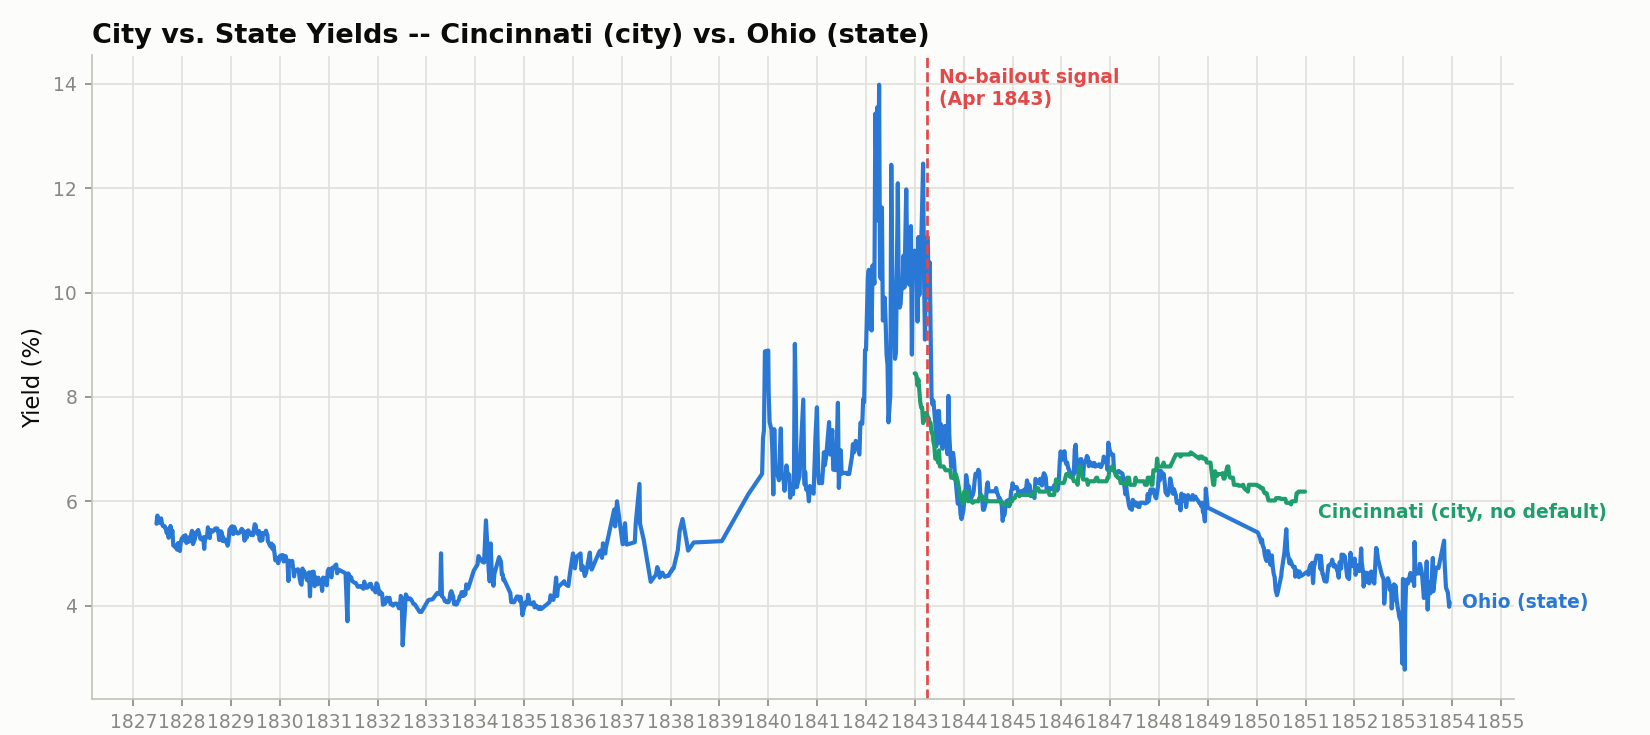 City vs. State Yields -- Cincinnati (city) vs. Ohio (state)
No-bailout signal
(Apr 1843)
14
12
10
8
6
4
Yield (%)
Cincinnati (city, no default)
Ohio (state)
1827 1828 1829 1830 1831 1832 1833 1834 1835 1836 1837 1838 1839 1840 1841 1842 1843 1844 1845 1846 1847 1848 1849 1850 1851 1852 1853 1854 1855